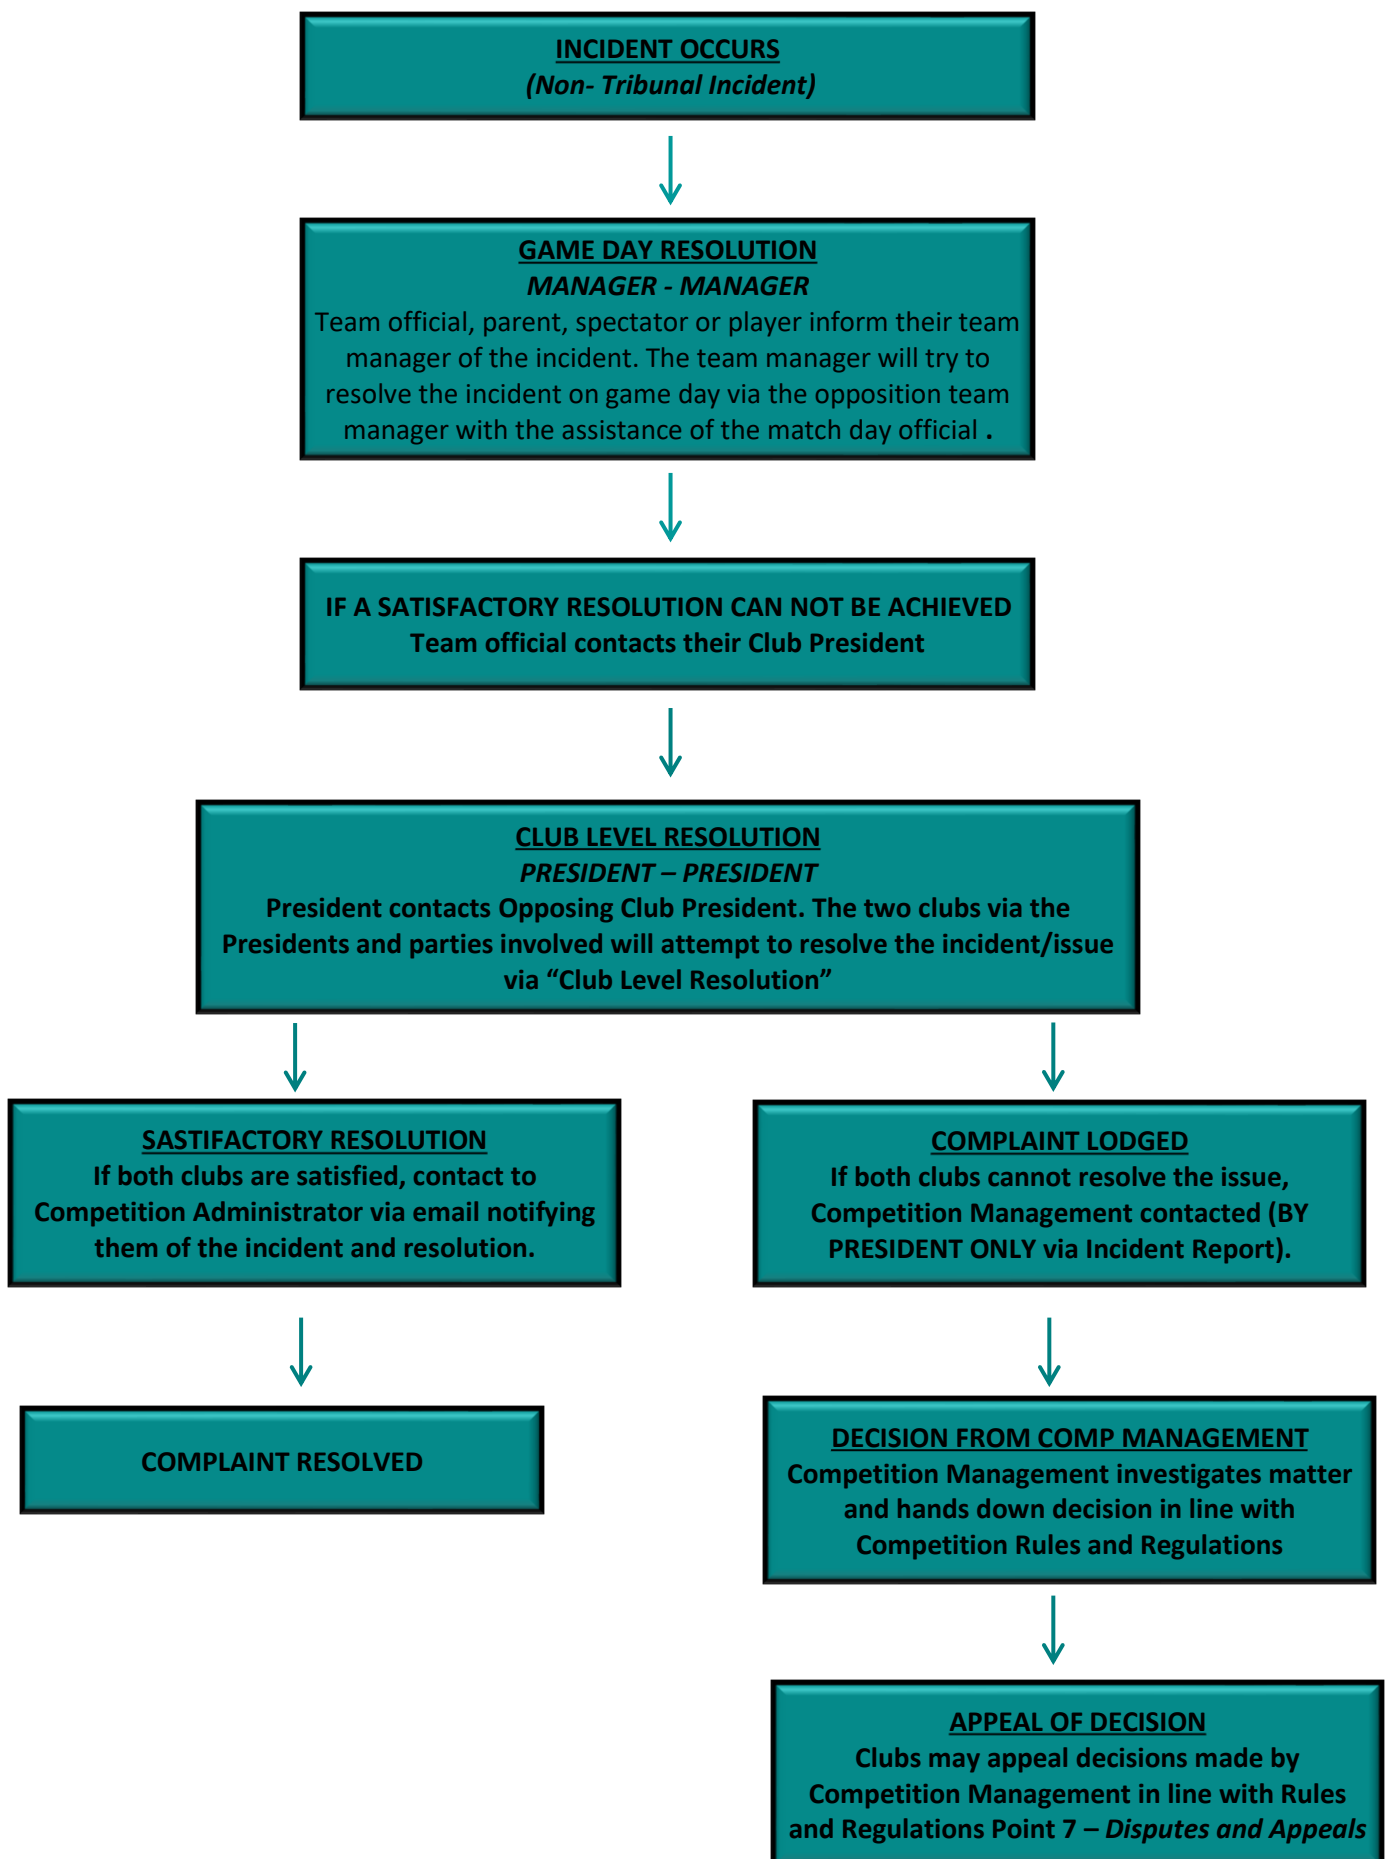 INCIDENT OCCURS
(Non- Tribunal Incident)
GAME DAY RESOLUTION
MANAGER - MANAGER
Team official, parent, spectator or player inform their team
manager of the incident. The team manager will try to
resolve the incident on game day via the opposition team
manager with the assistance of the match day official .
IF A SATISFACTORY RESOLUTION CAN NOT BE ACHIEVED
Team official contacts their Club President
CLUB LEVEL RESOLUTION
PRESIDENT – PRESIDENT
President contacts Opposing Club President. The two clubs via the
Presidents and parties involved will attempt to resolve the incident/issue
via “Club Level Resolution”
SASTIFACTORY RESOLUTION
If both clubs are satisfied, contact to
Competition Administrator via email notifying
them of the incident and resolution.
COMPLAINT RESOLVED
COMPLAINT LODGED
If both clubs cannot resolve the issue,
Competition Management contacted (BY
PRESIDENT ONLY via Incident Report).
DECISION FROM COMP MANAGEMENT
Competition Management investigates matter
and hands down decision in line with
Competition Rules and Regulations
APPEAL OF DECISION
Clubs may appeal decisions made by
Competition Management in line with Rules
and Regulations Point 7 – Disputes and Appeals